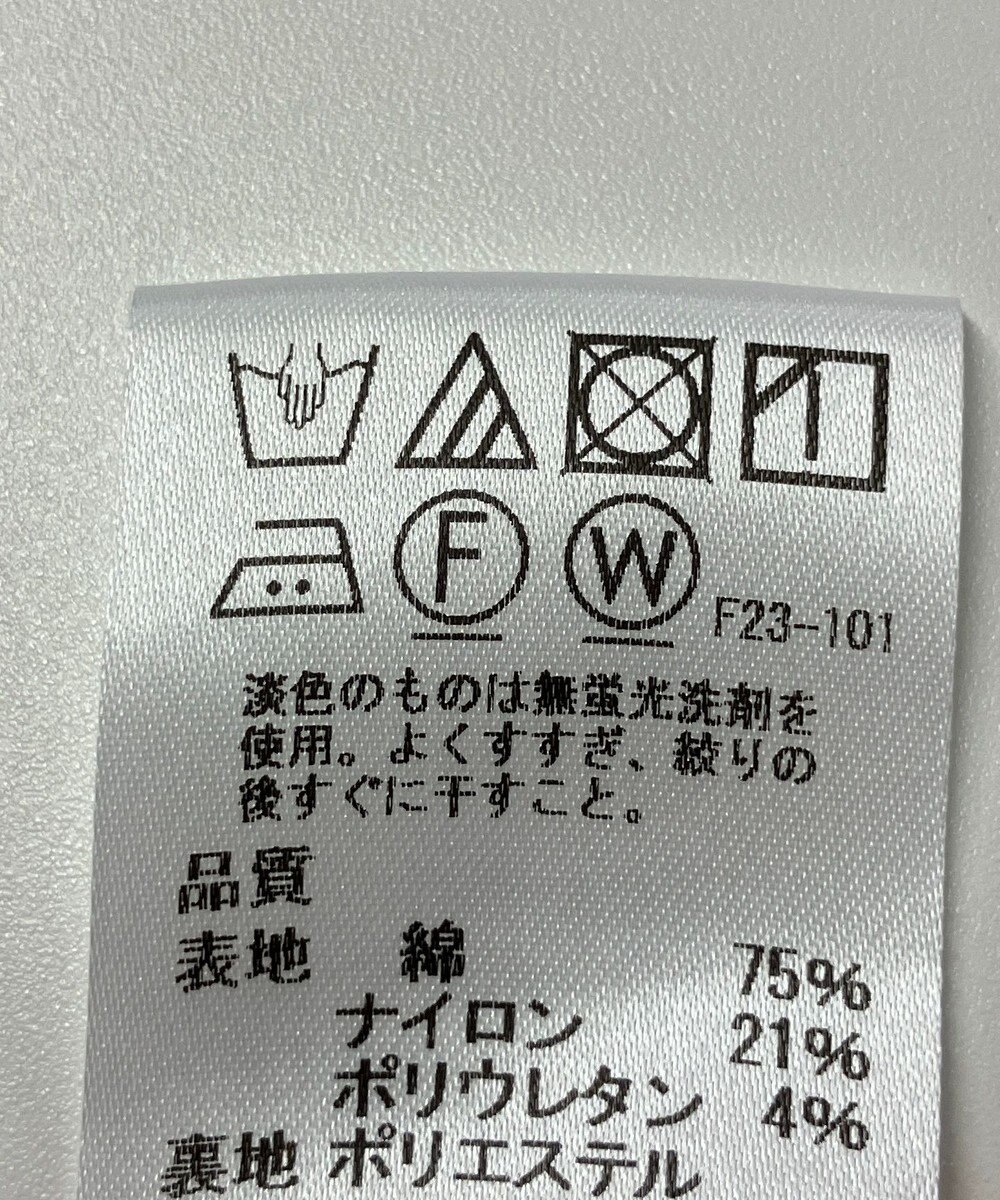 F
W
F23-101
淡色のものは無蛍光洗剤を
使用。よくすすぎ、絞りの
後すぐに干すこと。
品質
表地 綿 75%
ナイロン 21%
ポリウレタン 4%
裏地 ポリエステル